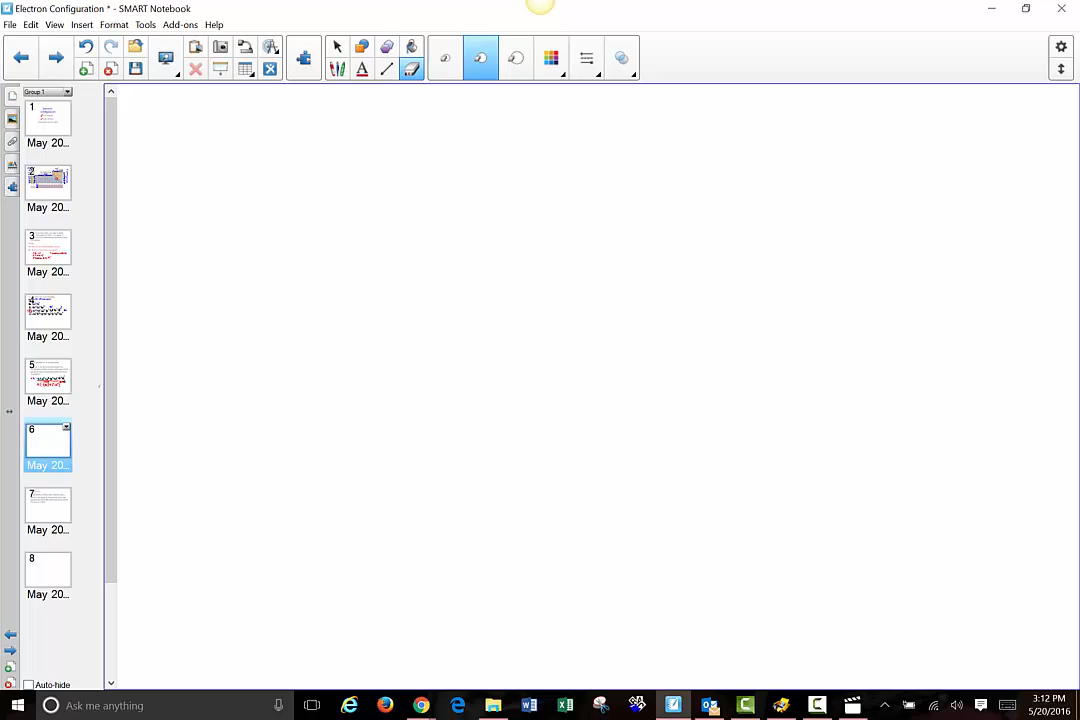 Electron Configuration * - SMART Notebook
File Edit View Insert Format Tools Add-ons Help
Group 1
1
May 20...
2
May 20...
3
May 20...
4
May 20...
5
May 20...
6
May 20...
7
May 20...
8
May 20...
Auto-hide
Ask me anything
3:12 PM
5/20/2016